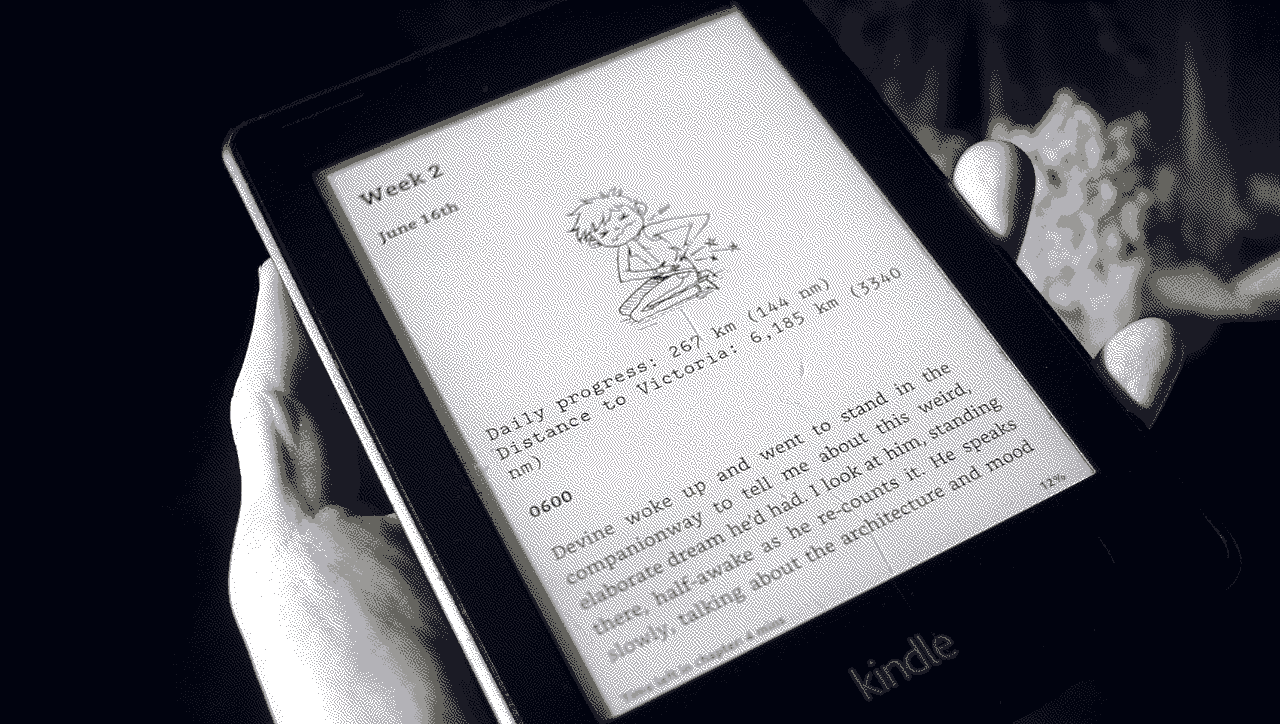 Week 2
June 16th
Daily progress: 267 km (144 nm)
Distance to Victoria: 6,185 km (3340
nm)
0600
Devine woke up and went to stand in the
companionway to tell me about this weird,
elaborate dream he'd had. I look at him, standing
there, half-awake as he re-counts it. He speaks
slowly, talking about the architecture and mood
Time left in chapter: 4 mins
12%
kindle